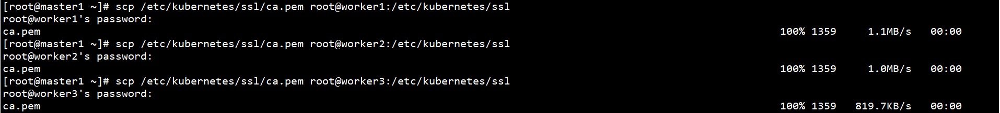 [root@master1 ~]# scp /etc/kubernetes/ssl/ca.pem root@worker1:/etc/kubernetes/ssl
root@worker1's password:
ca.pem 100% 1359 1.1MB/s 00:00
[root@master1 ~]# scp /etc/kubernetes/ssl/ca.pem root@worker2:/etc/kubernetes/ssl
root@worker2's password:
ca.pem 100% 1359 1.0MB/s 00:00
[root@master1 ~]# scp /etc/kubernetes/ssl/ca.pem root@worker3:/etc/kubernetes/ssl
root@worker3's password:
ca.pem 100% 1359 819.7KB/s 00:00